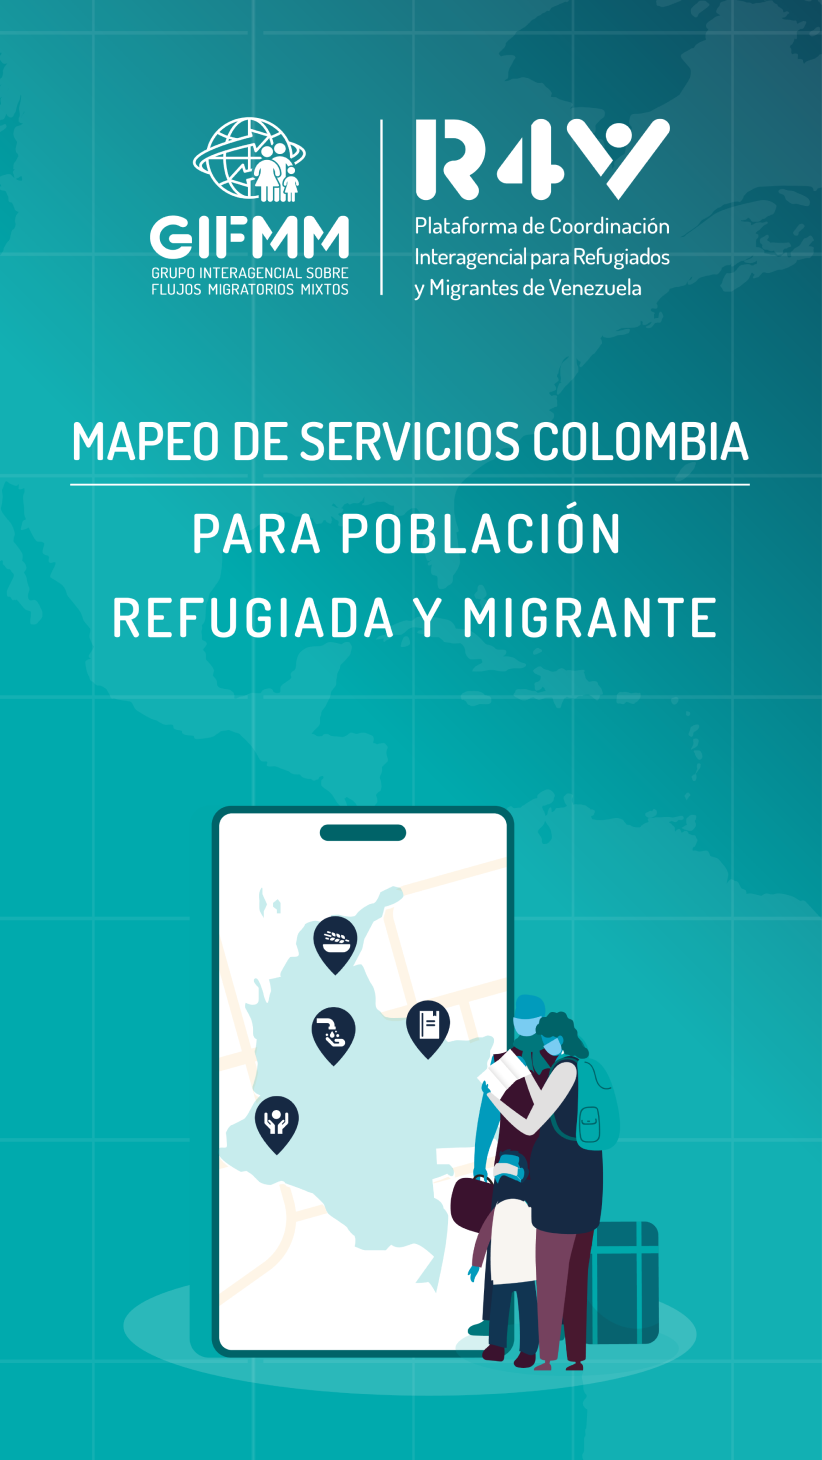 GIFMM
GRUPO INTERAGENCIAL SOBRE
FLUJOS MIGRATORIOS MIXTOS
R4V
Plataforma de Coordinación
Interagencial para Refugiados
y Migrantes de Venezuela
MAPEO DE SERVICIOS COLOMBIA
PARA POBLACIÓN
REFUGIADA Y MIGRANTE